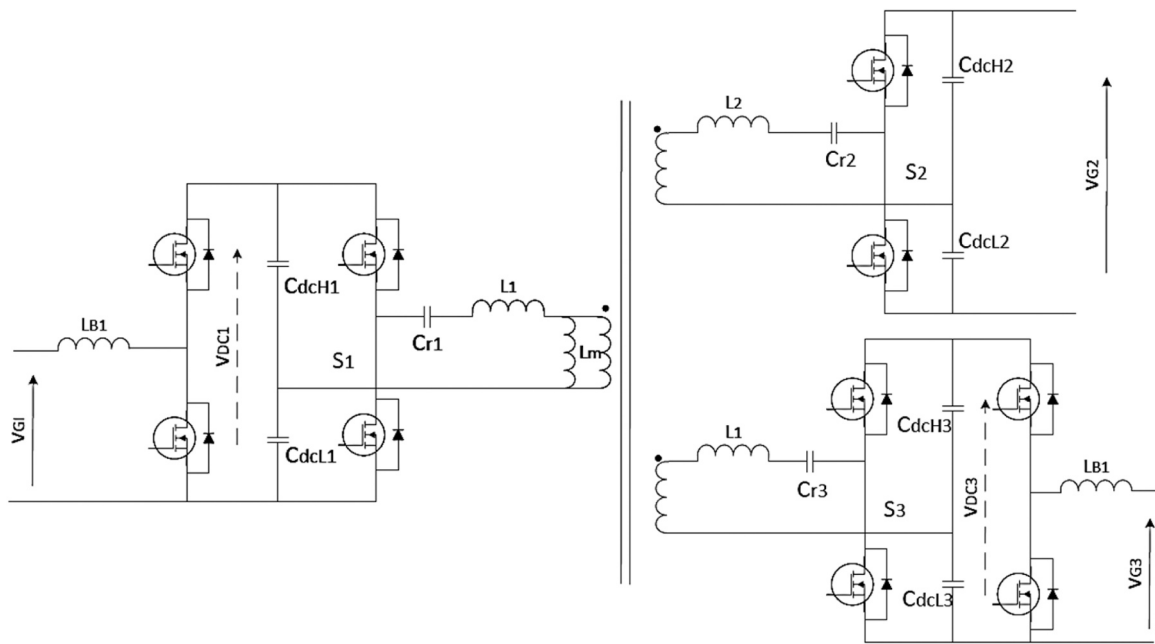 LB1
VGI
VDC1
CdcH1
CdcL1
S1
Cr1
L1
Lm
L2
Cr2
S2
CdcH2
CdcL2
VG2
L1
Cr3
S3
CdcH3
CdcL3
VDC3
LB1
VG3